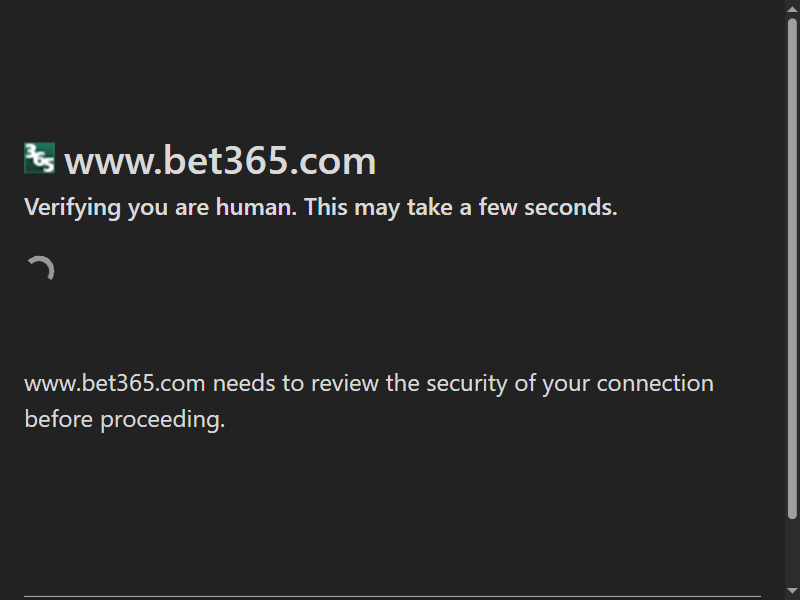 365 www.bet365.com
Verifying you are human. This may take a few seconds.
www.bet365.com needs to review the security of your connection
before proceeding.